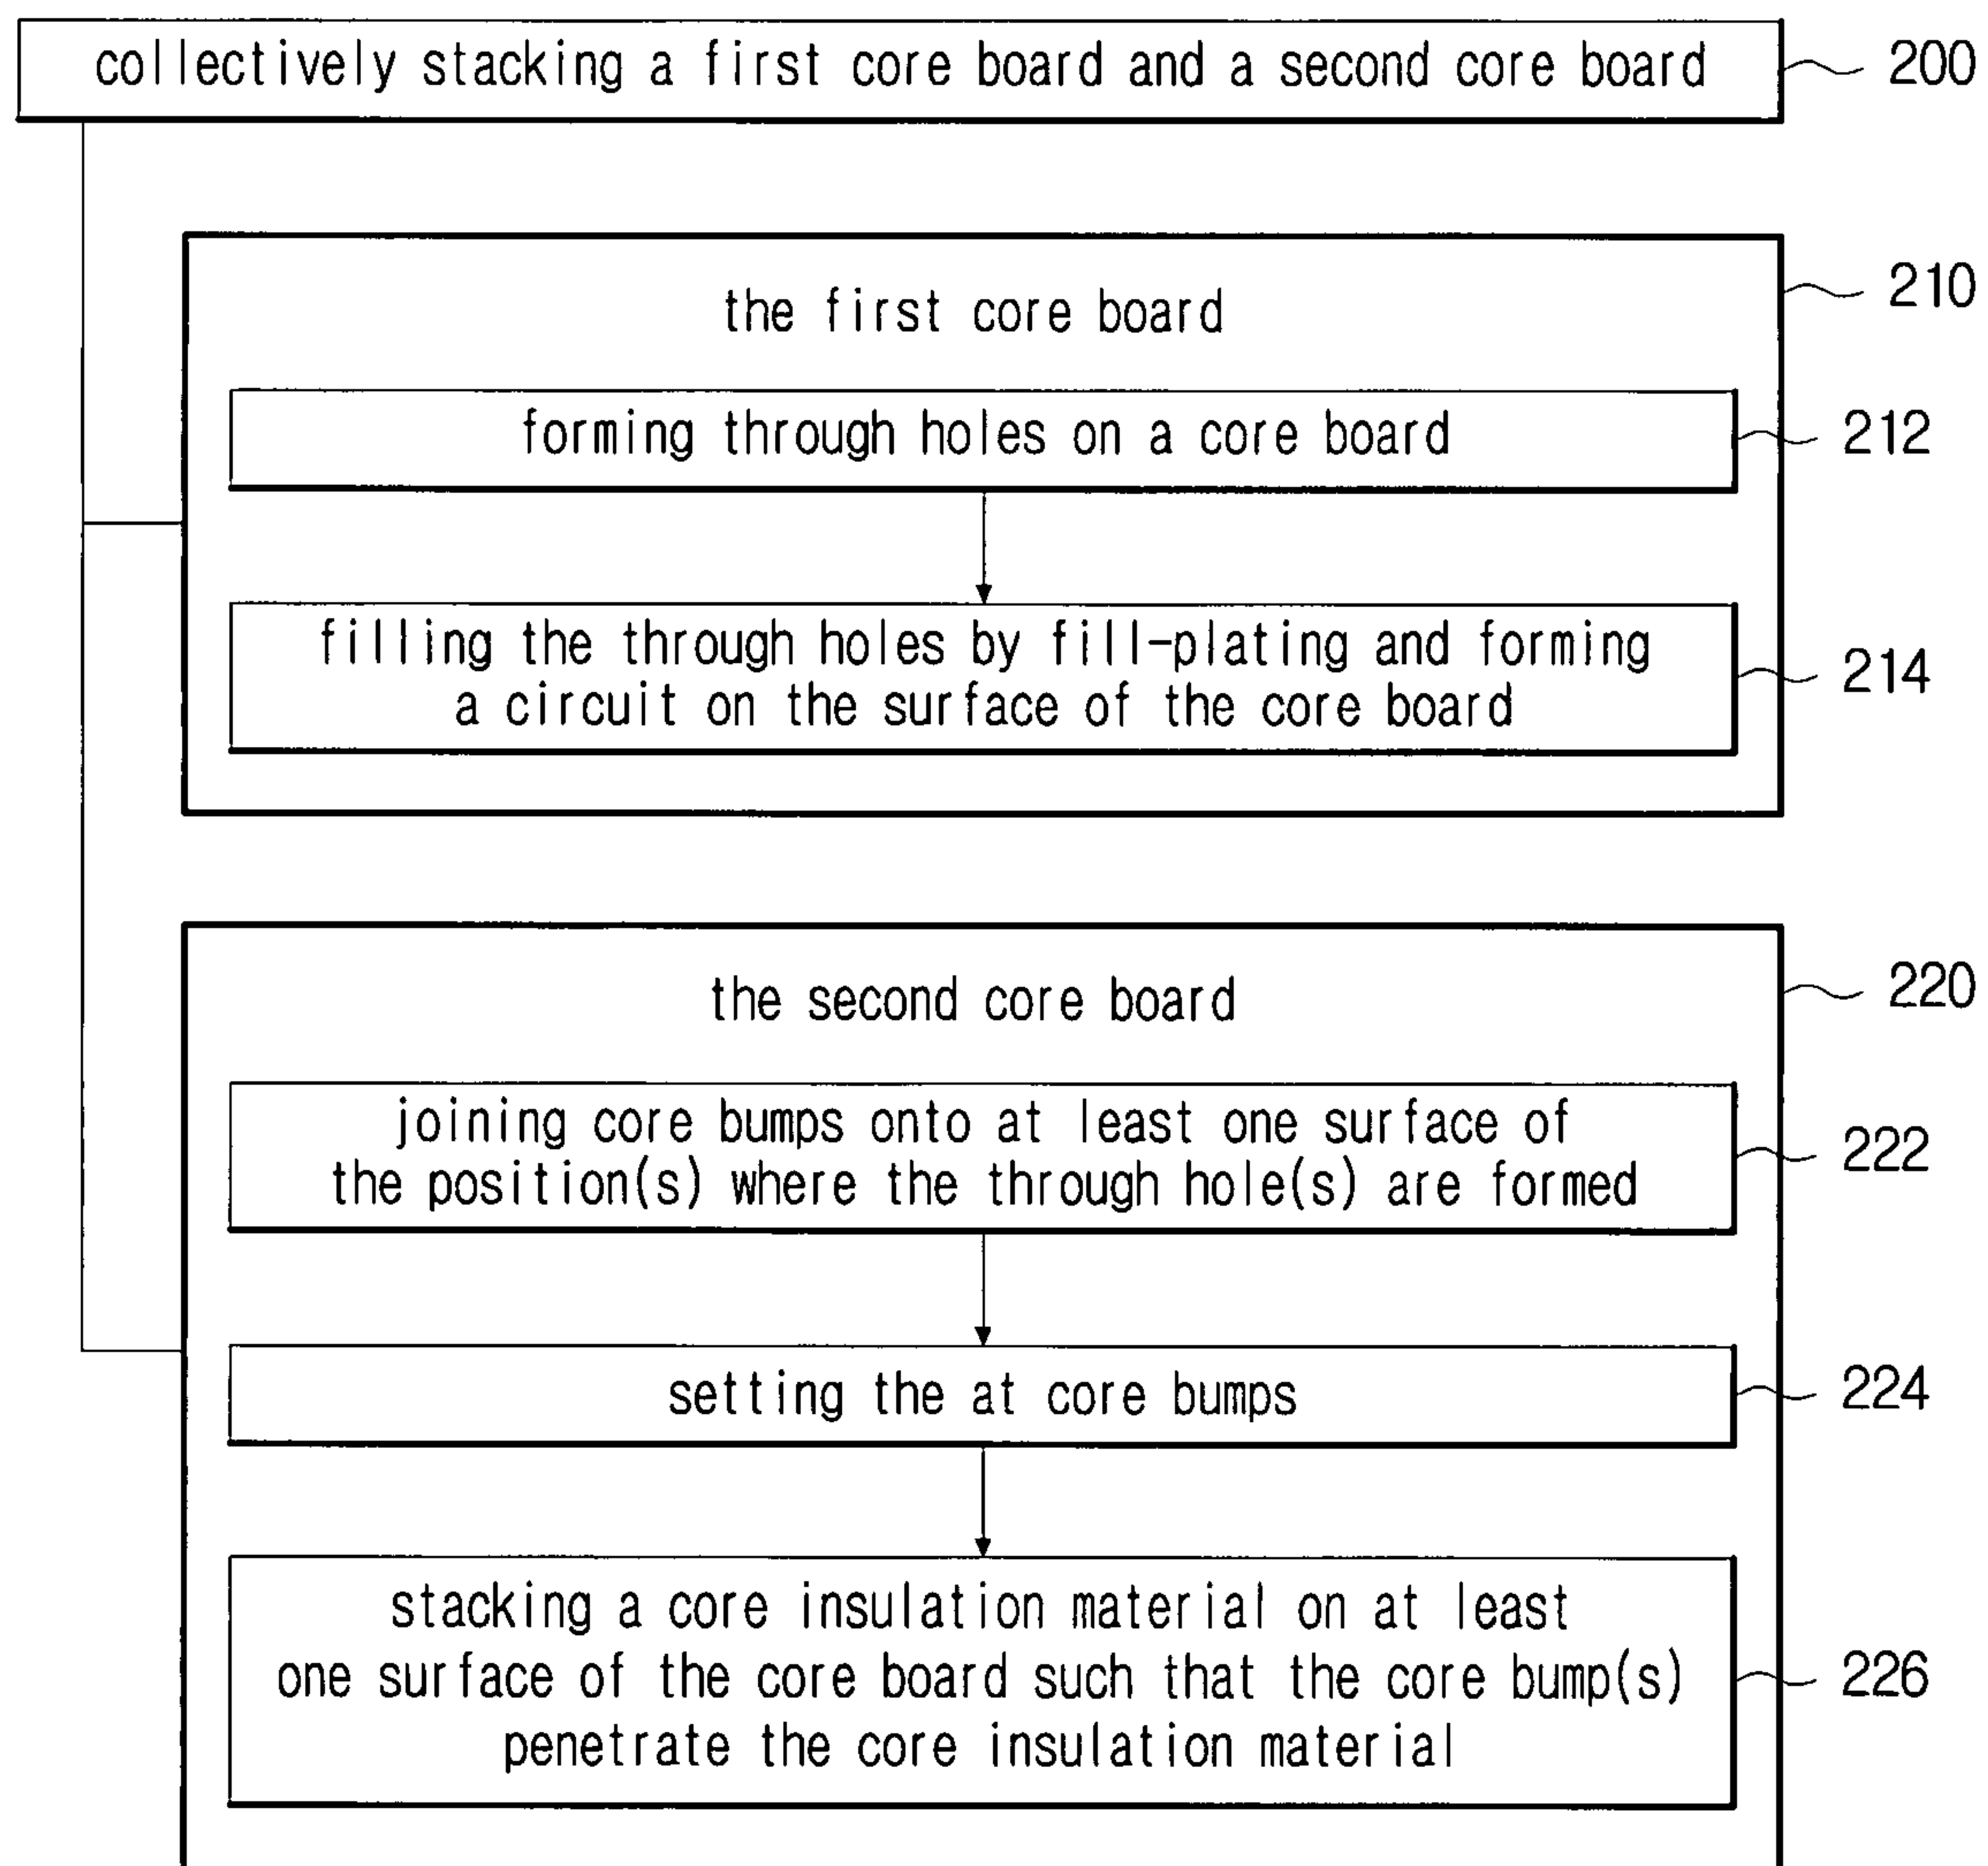 collectively stacking a first core board and a second core board
200
the first core board
210
forming through holes on a core board
212
filling the through holes by fill-plating and forming
a circuit on the surface of the core board
214
the second core board
220
joining core bumps onto at least one surface of
the position(s) where the through hole(s) are formed
222
setting the at core bumps
224
stacking a core insulation material on at least
one surface of the core board such that the core bump(s)
penetrate the core insulation material
226